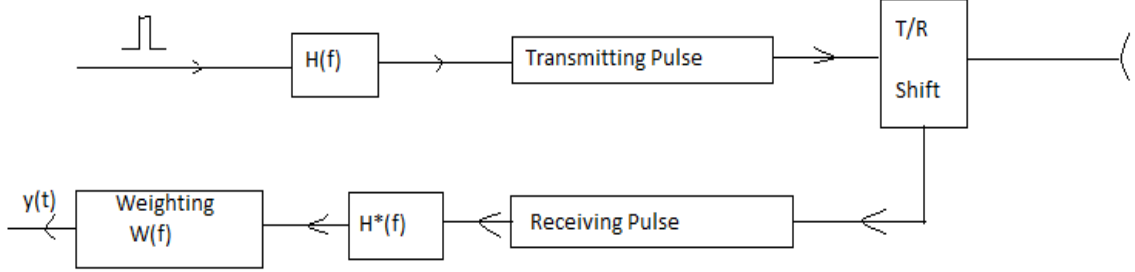 H(f)
Transmitting Pulse
T/R
Shift
y(t)
Weighting
W(f)
H*(f)
Receiving Pulse